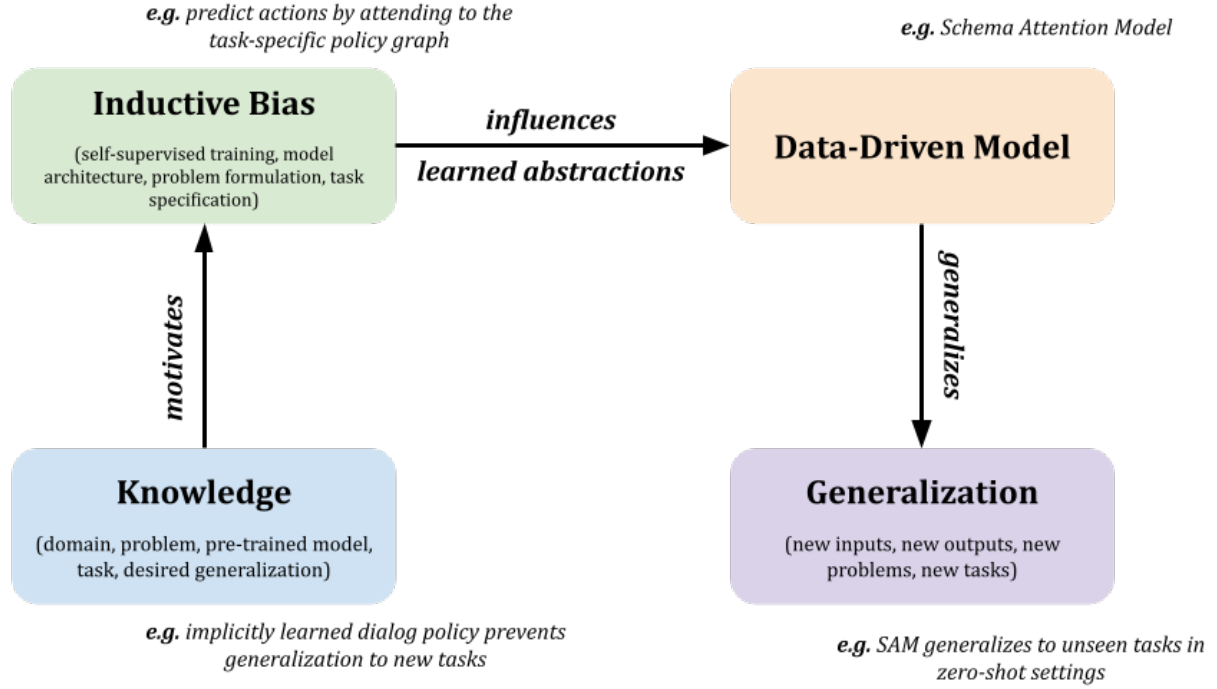 e.g. predict actions by attending to the
task-specific policy graph
e.g. Schema Attention Model
Inductive Bias
(self-supervised training, model
architecture, problem formulation, task
specification)
influences
learned abstractions
Data-Driven Model
motivates
generalizes
Knowledge
(domain, problem, pre-trained model,
task, desired generalization)
Generalization
(new inputs, new outputs, new
problems, new tasks)
e.g. implicitly learned dialog policy prevents
generalization to new tasks
e.g. SAM generalizes to unseen tasks in
zero-shot settings